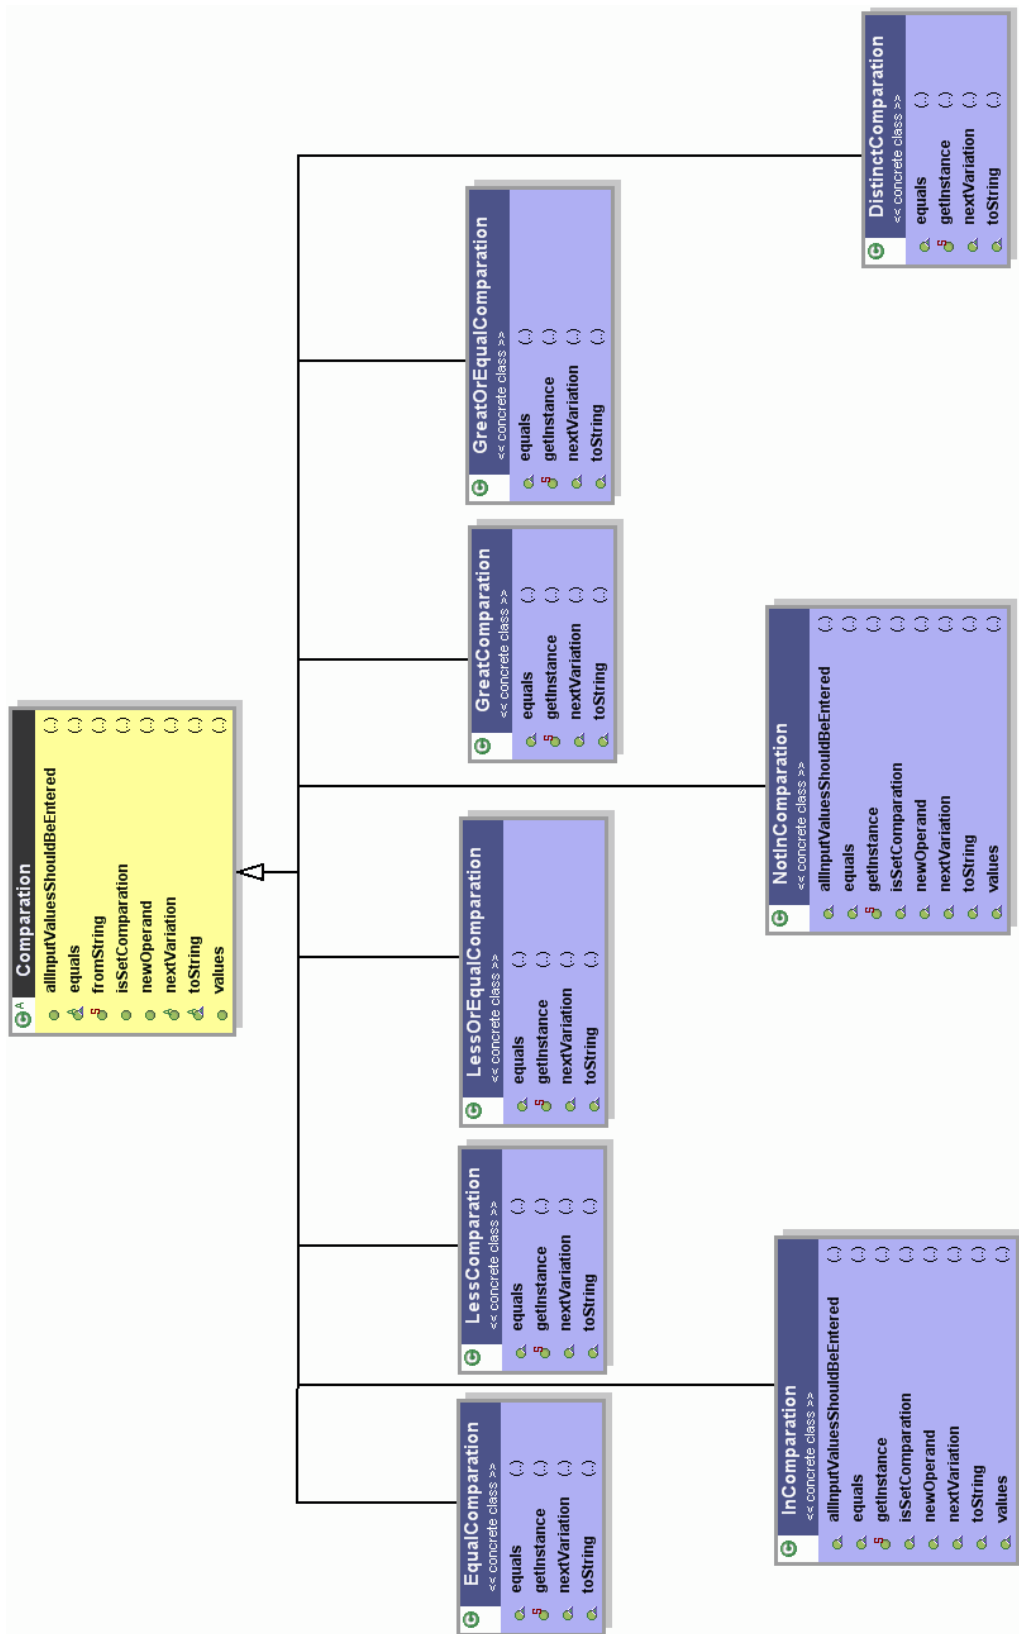 Comparation
allInputValuesShouldBeEntered (..)
equals (..)
S fromString (..)
isSetComparation (..)
newOperand (..)
nextVariation (..)
toString (..)
values (..)
EqualComparation
<< concrete class >>
equals (..)
S getInstance (..)
nextVariation (..)
toString (..)
LessComparation
<< concrete class >>
equals (..)
S getInstance (..)
nextVariation (..)
toString (..)
LessOrEqualComparation
<< concrete class >>
equals (..)
S getInstance (..)
nextVariation (..)
toString (..)
GreatComparation
<< concrete class >>
equals (..)
S getInstance (..)
nextVariation (..)
toString (..)
GreatOrEqualComparation
<< concrete class >>
equals (..)
S getInstance (..)
nextVariation (..)
toString (..)
InComparation
<< concrete class >>
allInputValuesShouldBeEntered (..)
equals (..)
S getInstance (..)
isSetComparation (..)
newOperand (..)
nextVariation (..)
toString (..)
values (..)
NotInComparation
<< concrete class >>
allInputValuesShouldBeEntered (..)
equals (..)
S getInstance (..)
isSetComparation (..)
newOperand (..)
nextVariation (..)
toString (..)
values (..)
DistinctComparation
<< concrete class >>
equals (..)
S getInstance (..)
nextVariation (..)
toString (..)